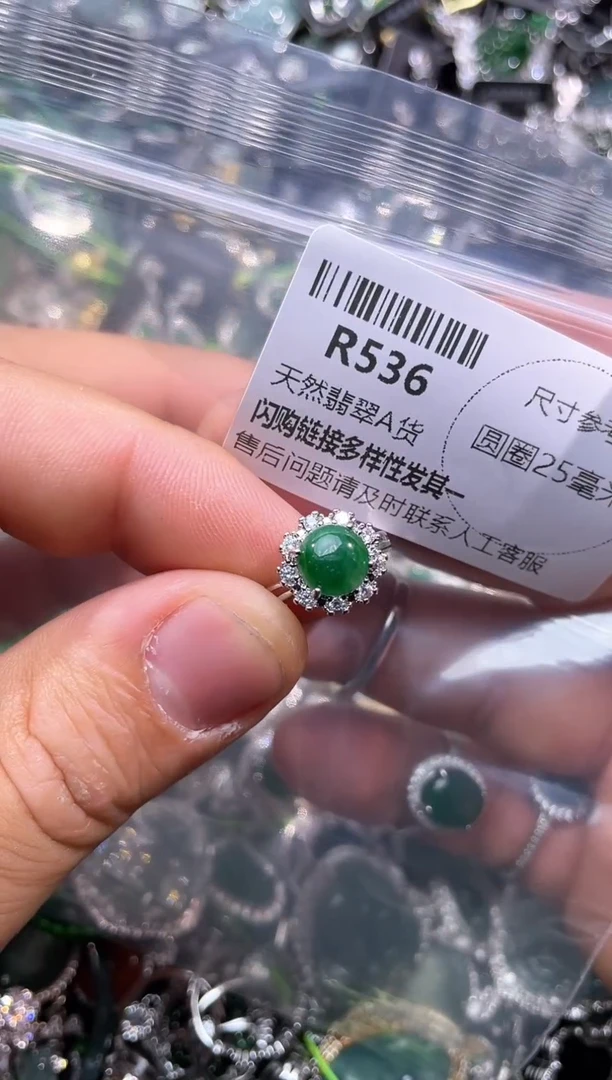 R536
天然翡翠A货
闪购链接多样性发其一
售后问题请及时联系人工客服
尺寸参考
圆圈25毫米